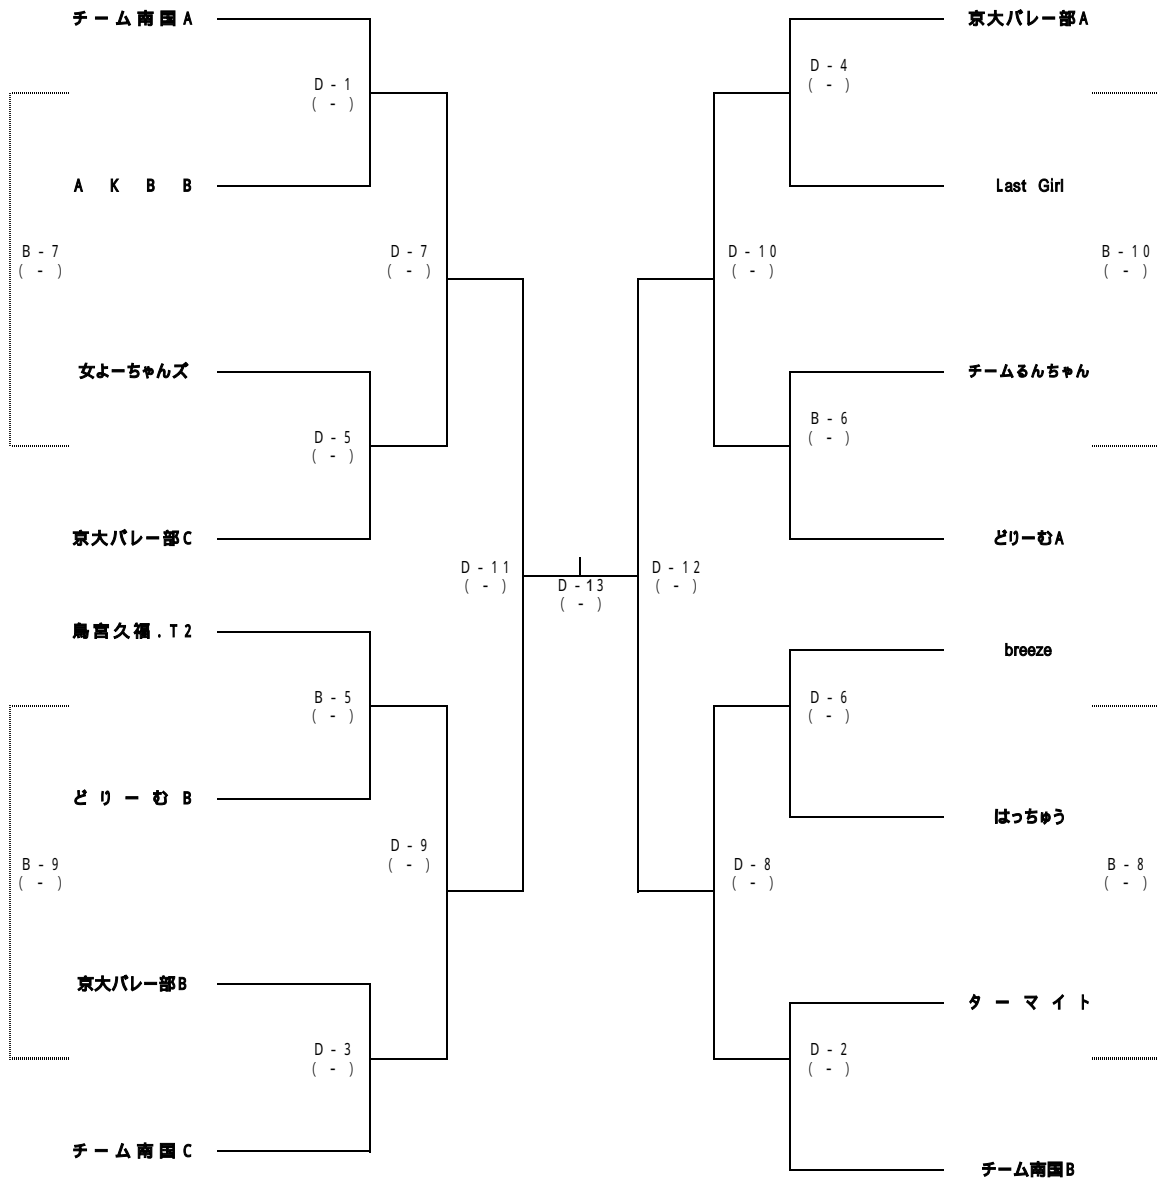 チーム南国A
京大バレー部A
D-4
( - )
D-1
( - )
AKBB
Last Girl
B-7
( - )
D-7
( - )
D-10
( - )
B-10
( - )
女よーちゃんズ
チームるんちゃん
B-6
( - )
D-5
( - )
京大バレー部C
どりーむA
D-11
( - )
D-13
( - )
D-12
( - )
鳥宮久福.T2
breeze
B-5
( - )
D-6
( - )
どりーむB
はっちゅう
D-9
( - )
B-9
( - )
D-8
( - )
B-8
( - )
京大バレー部B
ターマイト
D-3
( - )
D-2
( - )
チーム南国C
チーム南国B